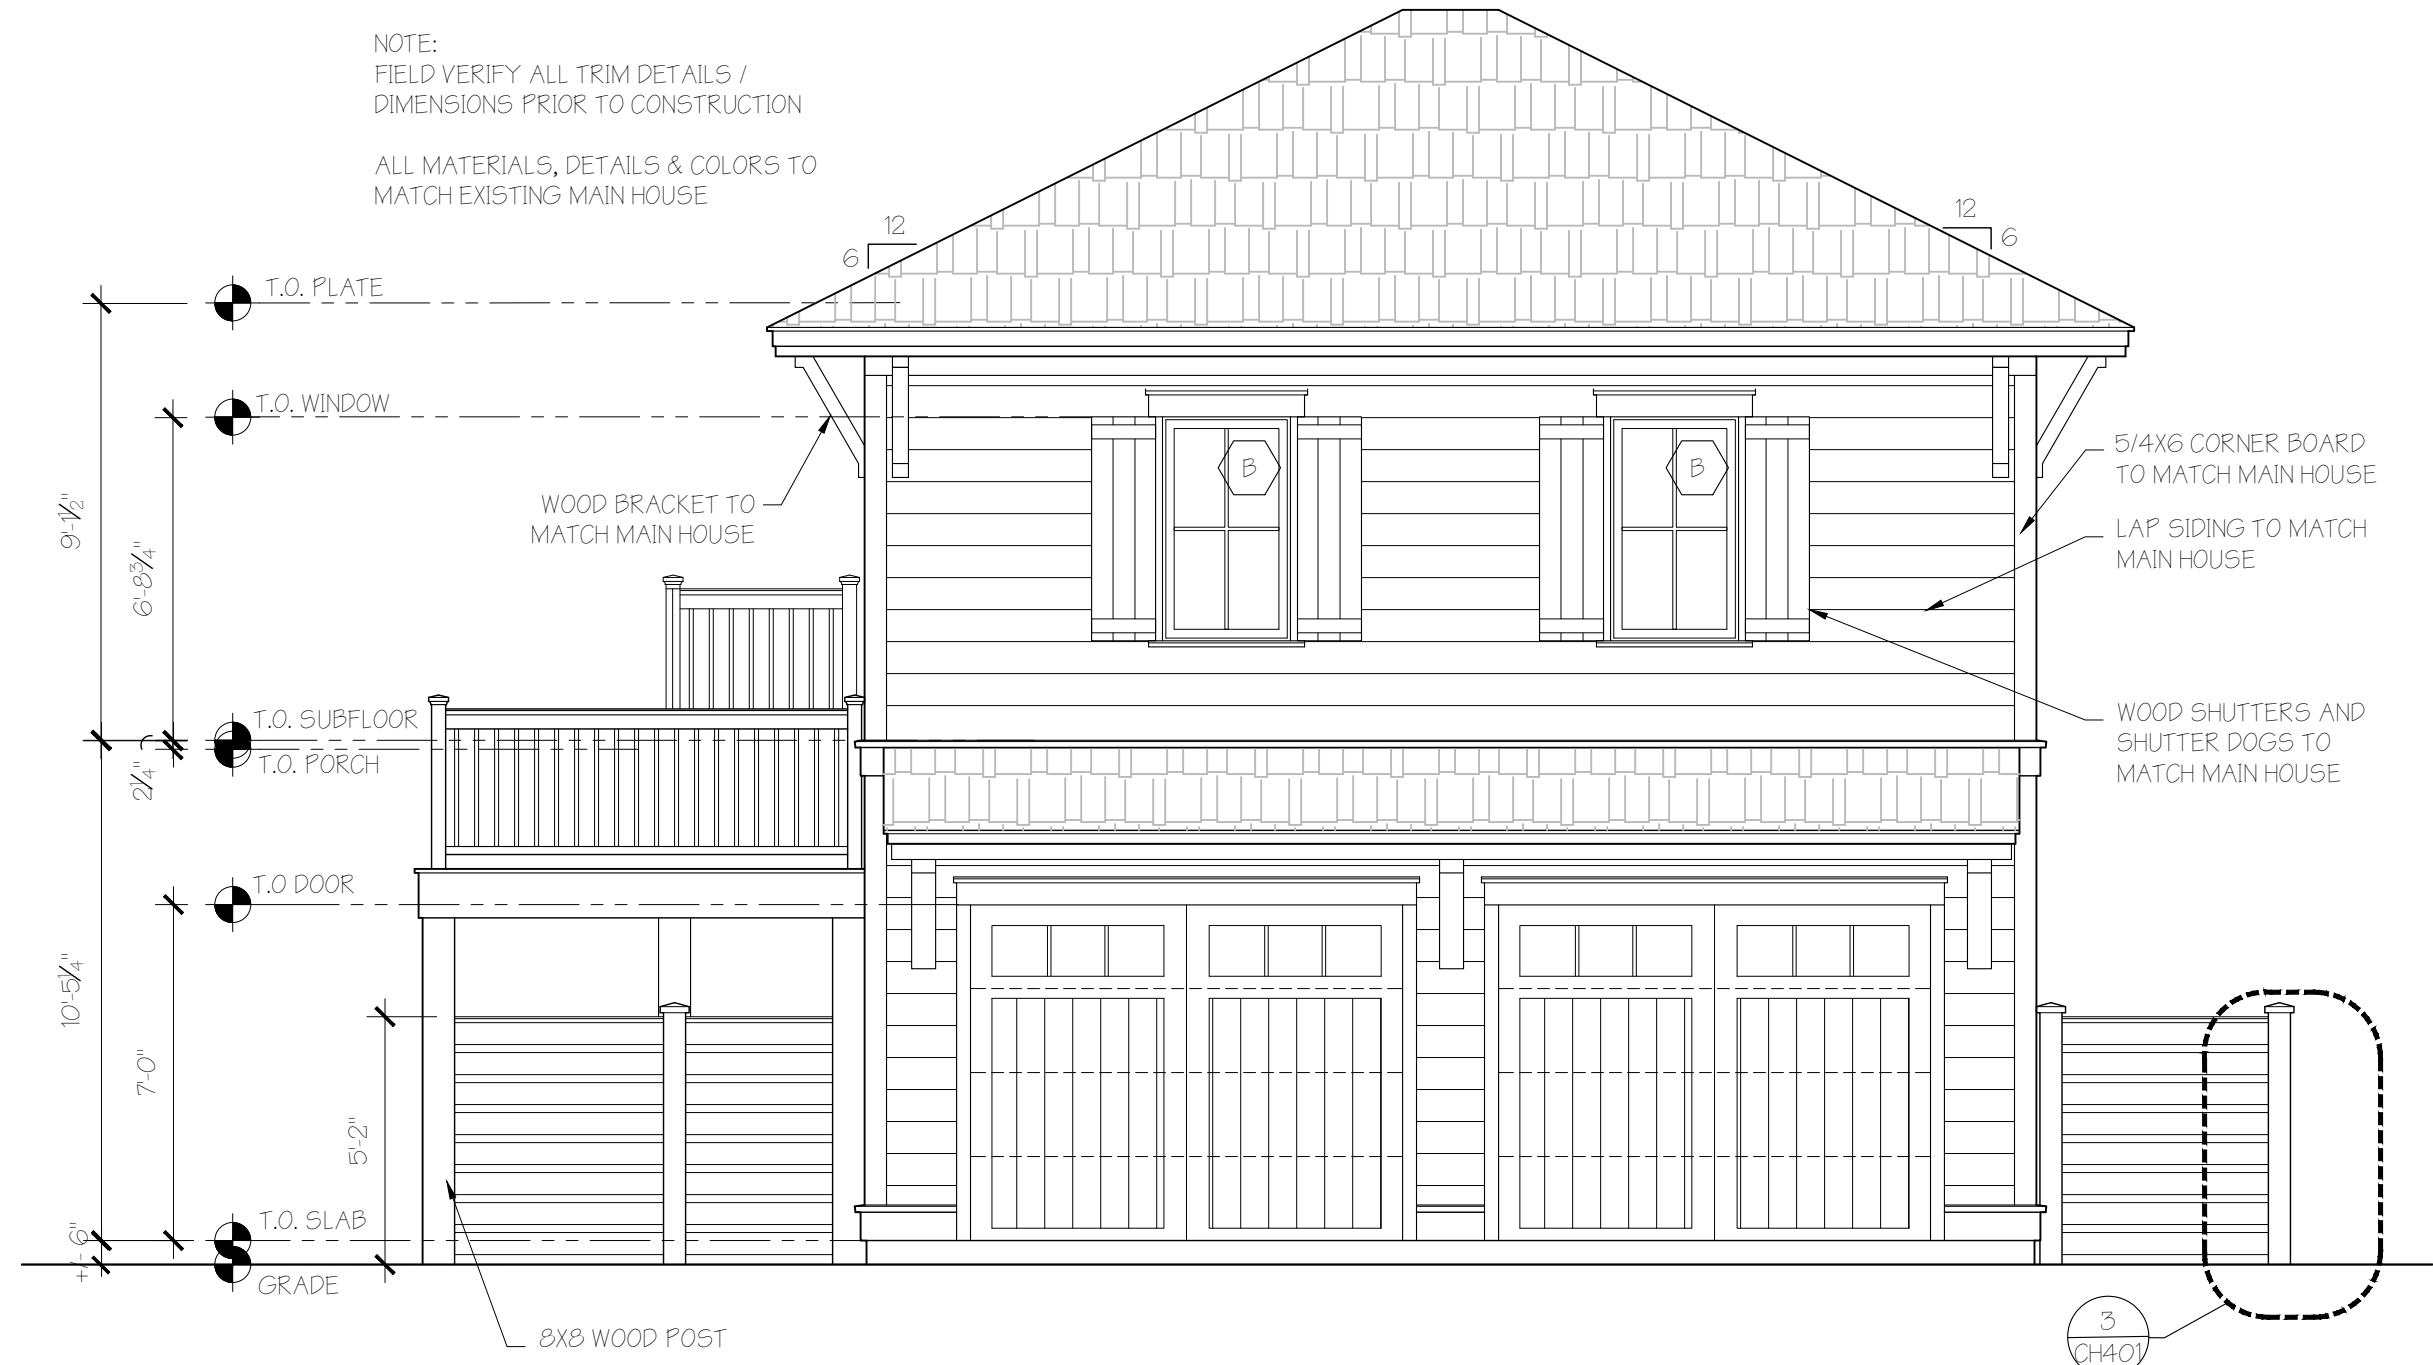 NOTE:
FIELD VERIFY ALL TRIM DETAILS /
DIMENSIONS PRIOR TO CONSTRUCTION
ALL MATERIALS, DETAILS & COLORS TO
MATCH EXISTING MAIN HOUSE
12
6
12
6
T.O. PLATE
T.O. WINDOW
9'-1½"
6'-8¾"
WOOD BRACKET TO
MATCH MAIN HOUSE
B
B
5/4X6 CORNER BOARD
TO MATCH MAIN HOUSE
LAP SIDING TO MATCH
MAIN HOUSE
WOOD SHUTTERS AND
SHUTTER DOGS TO
MATCH MAIN HOUSE
T.O. SUBFLOOR
T.O. PORCH
2¼"
T.O DOOR
10'-5¼"
7'-0"
5'-2"
T.O. SLAB
+/- 6"
GRADE
8X8 WOOD POST
3
CH401